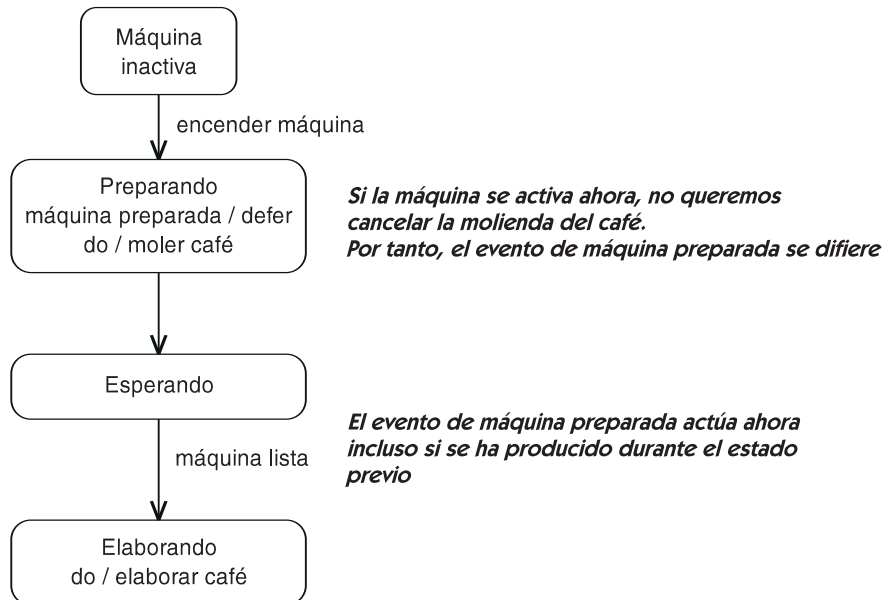 Máquina
inactiva
encender máquina
Preparando
máquina preparada / defer
do / moler café
Si la máquina se activa ahora, no queremos
cancelar la molienda del café.
Por tanto, el evento de máquina preparada se difiere
Esperando
El evento de máquina preparada actúa ahora
incluso si se ha producido durante el estado
previo
máquina lista
Elaborando
do / elaborar café